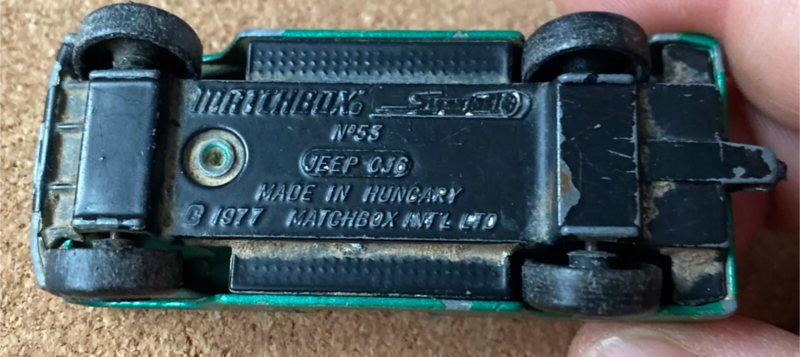 MATCHBOX® Superfast
Nº53
JEEP CJ6
MADE IN HUNGARY
© 1977 MATCHBOX INT'L LTD